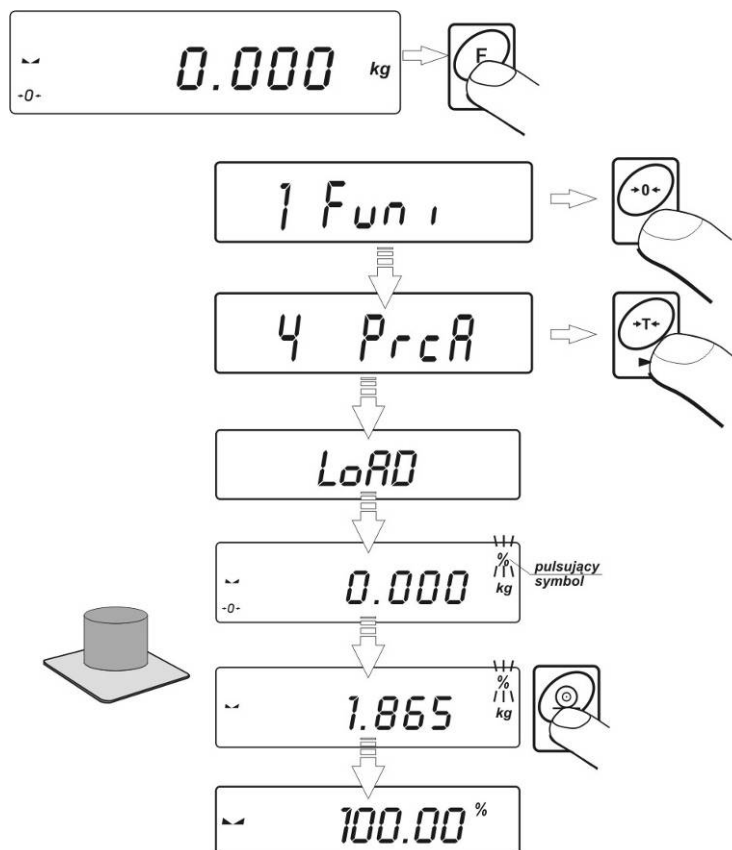 0.000 kg
-0-
F
1 Funi
→0←
4 PrcA
→T←
LoAD
%
pulsujący
symbol
0.000
kg
-0-
%
1.865
kg
100.00 %